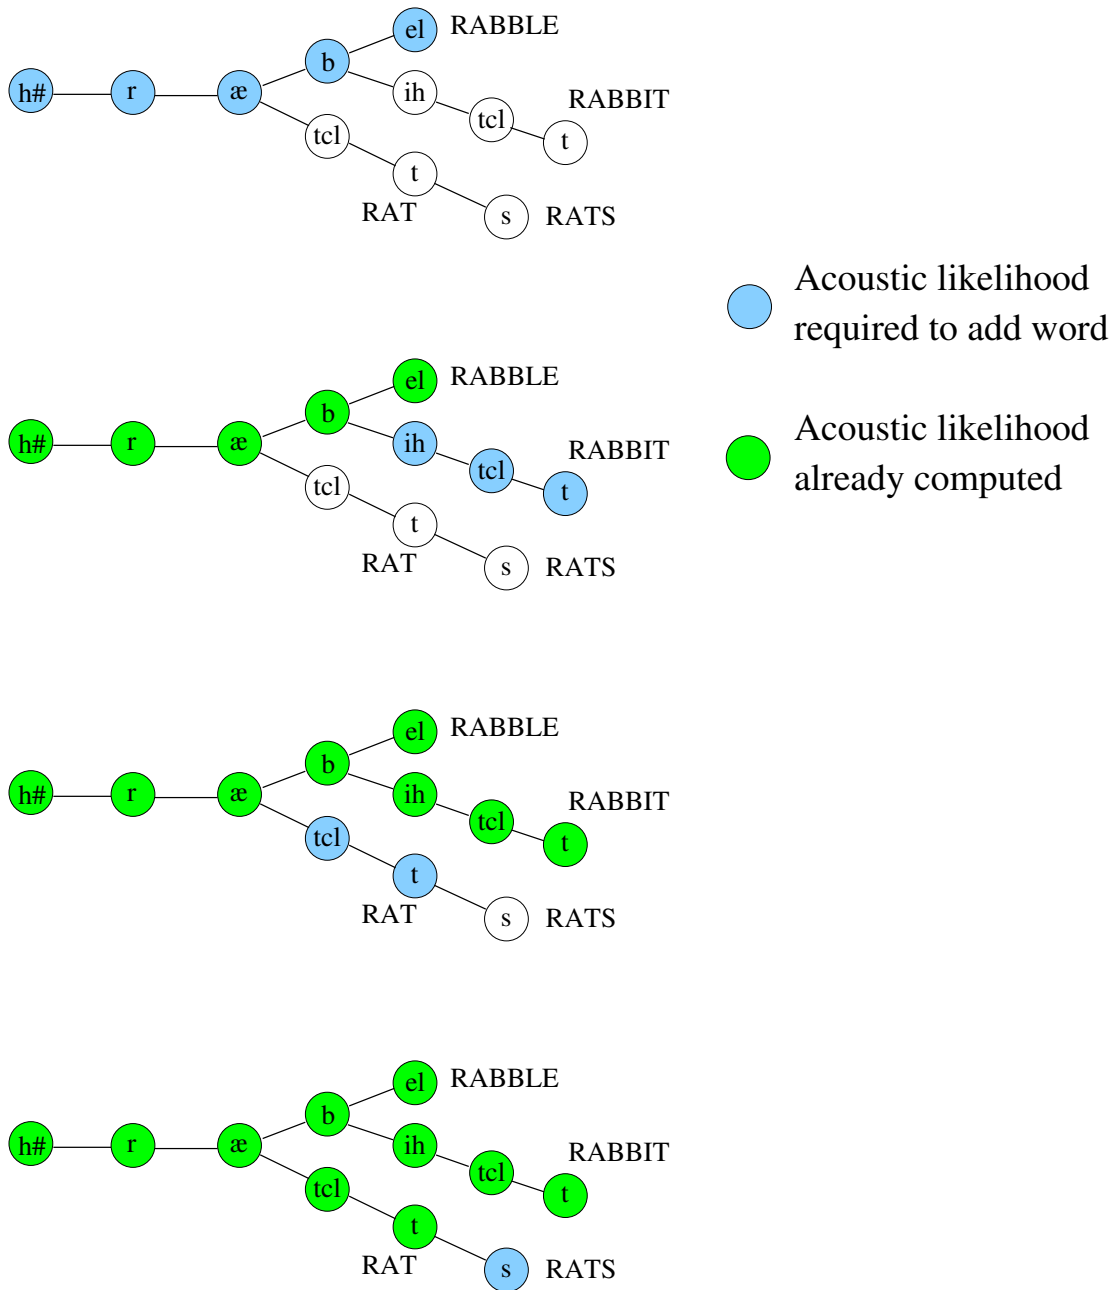 el RABBLE
b
h# r æ ih RABBIT
tcl tcl t
t
RAT s RATS
Acoustic likelihood
required to add word
el RABBLE
b
h# r æ ih RABBIT
tcl tcl t
t
RAT s RATS
Acoustic likelihood
already computed
el RABBLE
b
h# r æ ih RABBIT
tcl tcl t
t
RAT s RATS
el RABBLE
b
h# r æ ih RABBIT
tcl tcl t
t
RAT s RATS